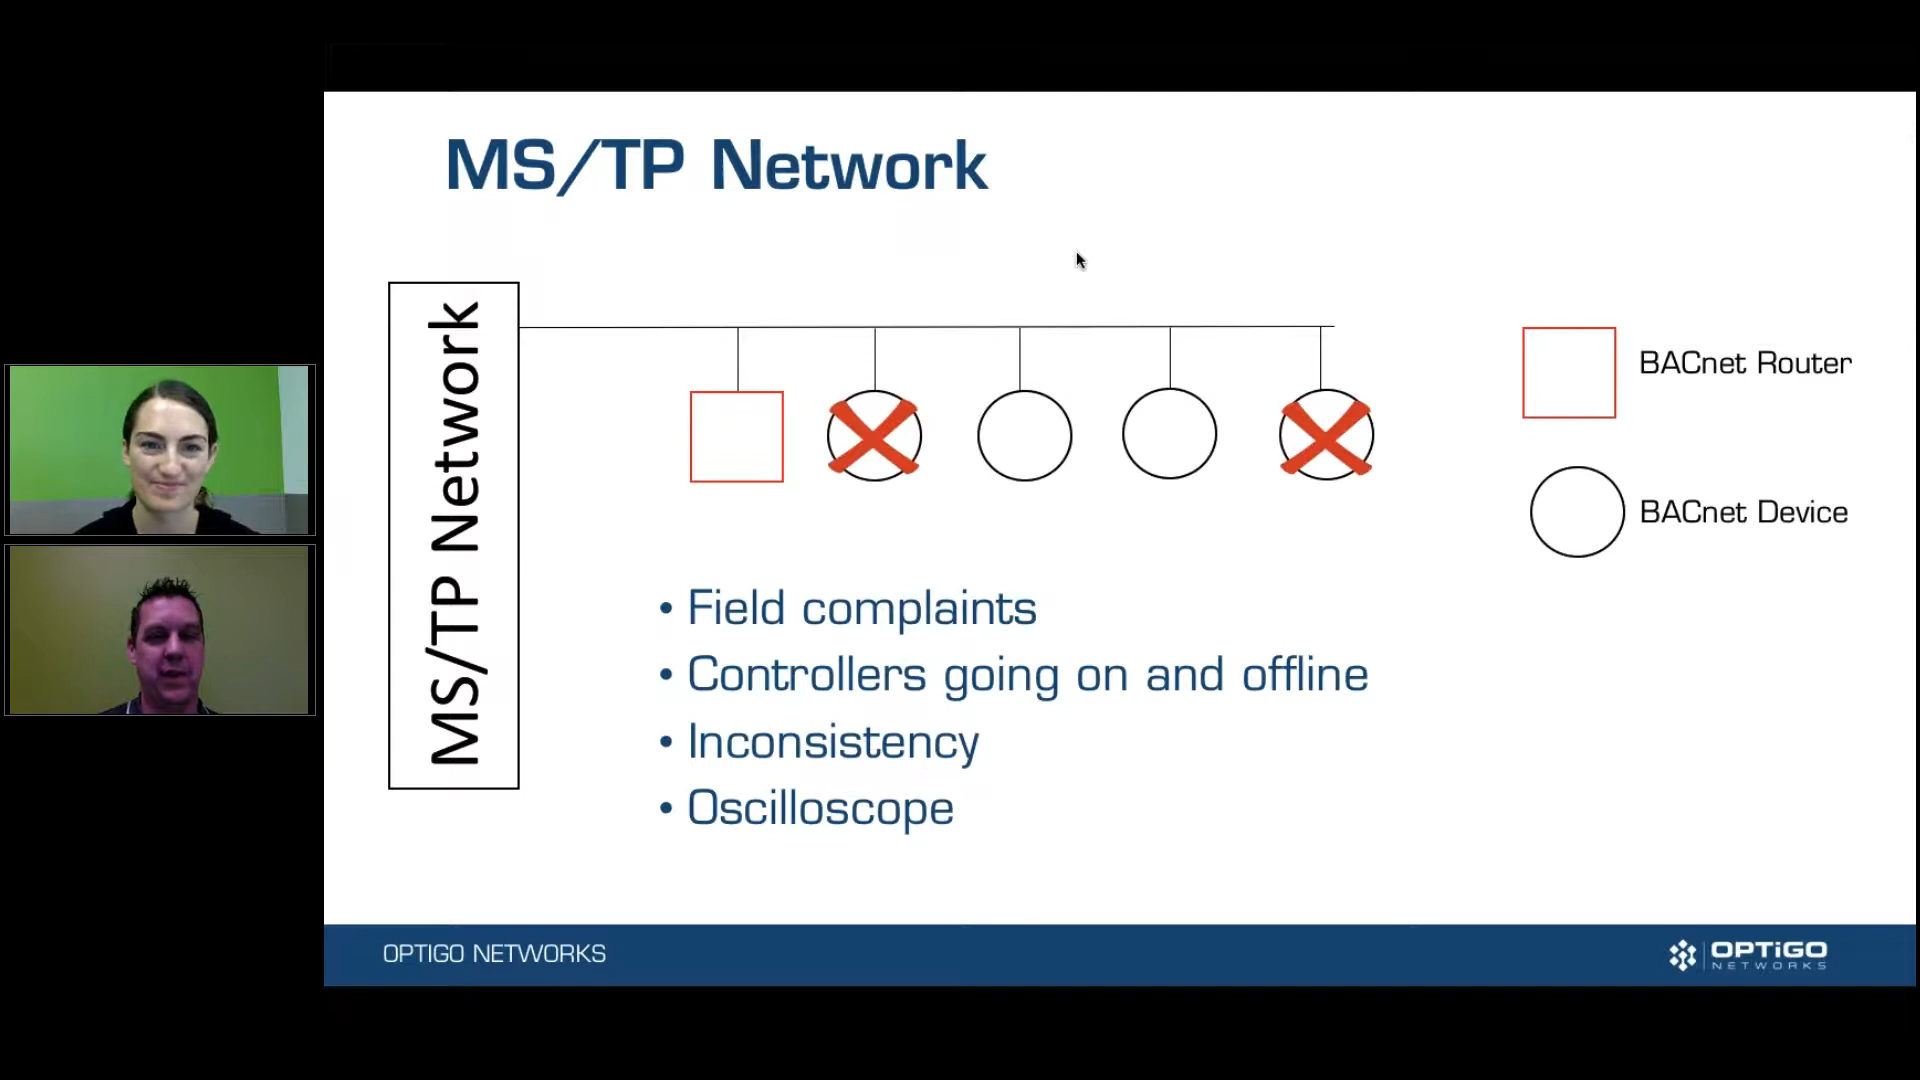 MS/TP Network
MS/TP Network
BACnet Router
BACnet Device
• Field complaints
• Controllers going on and offline
• Inconsistency
• Oscilloscope
OPTIGO NETWORKS
OPTiGO
NETWORKS